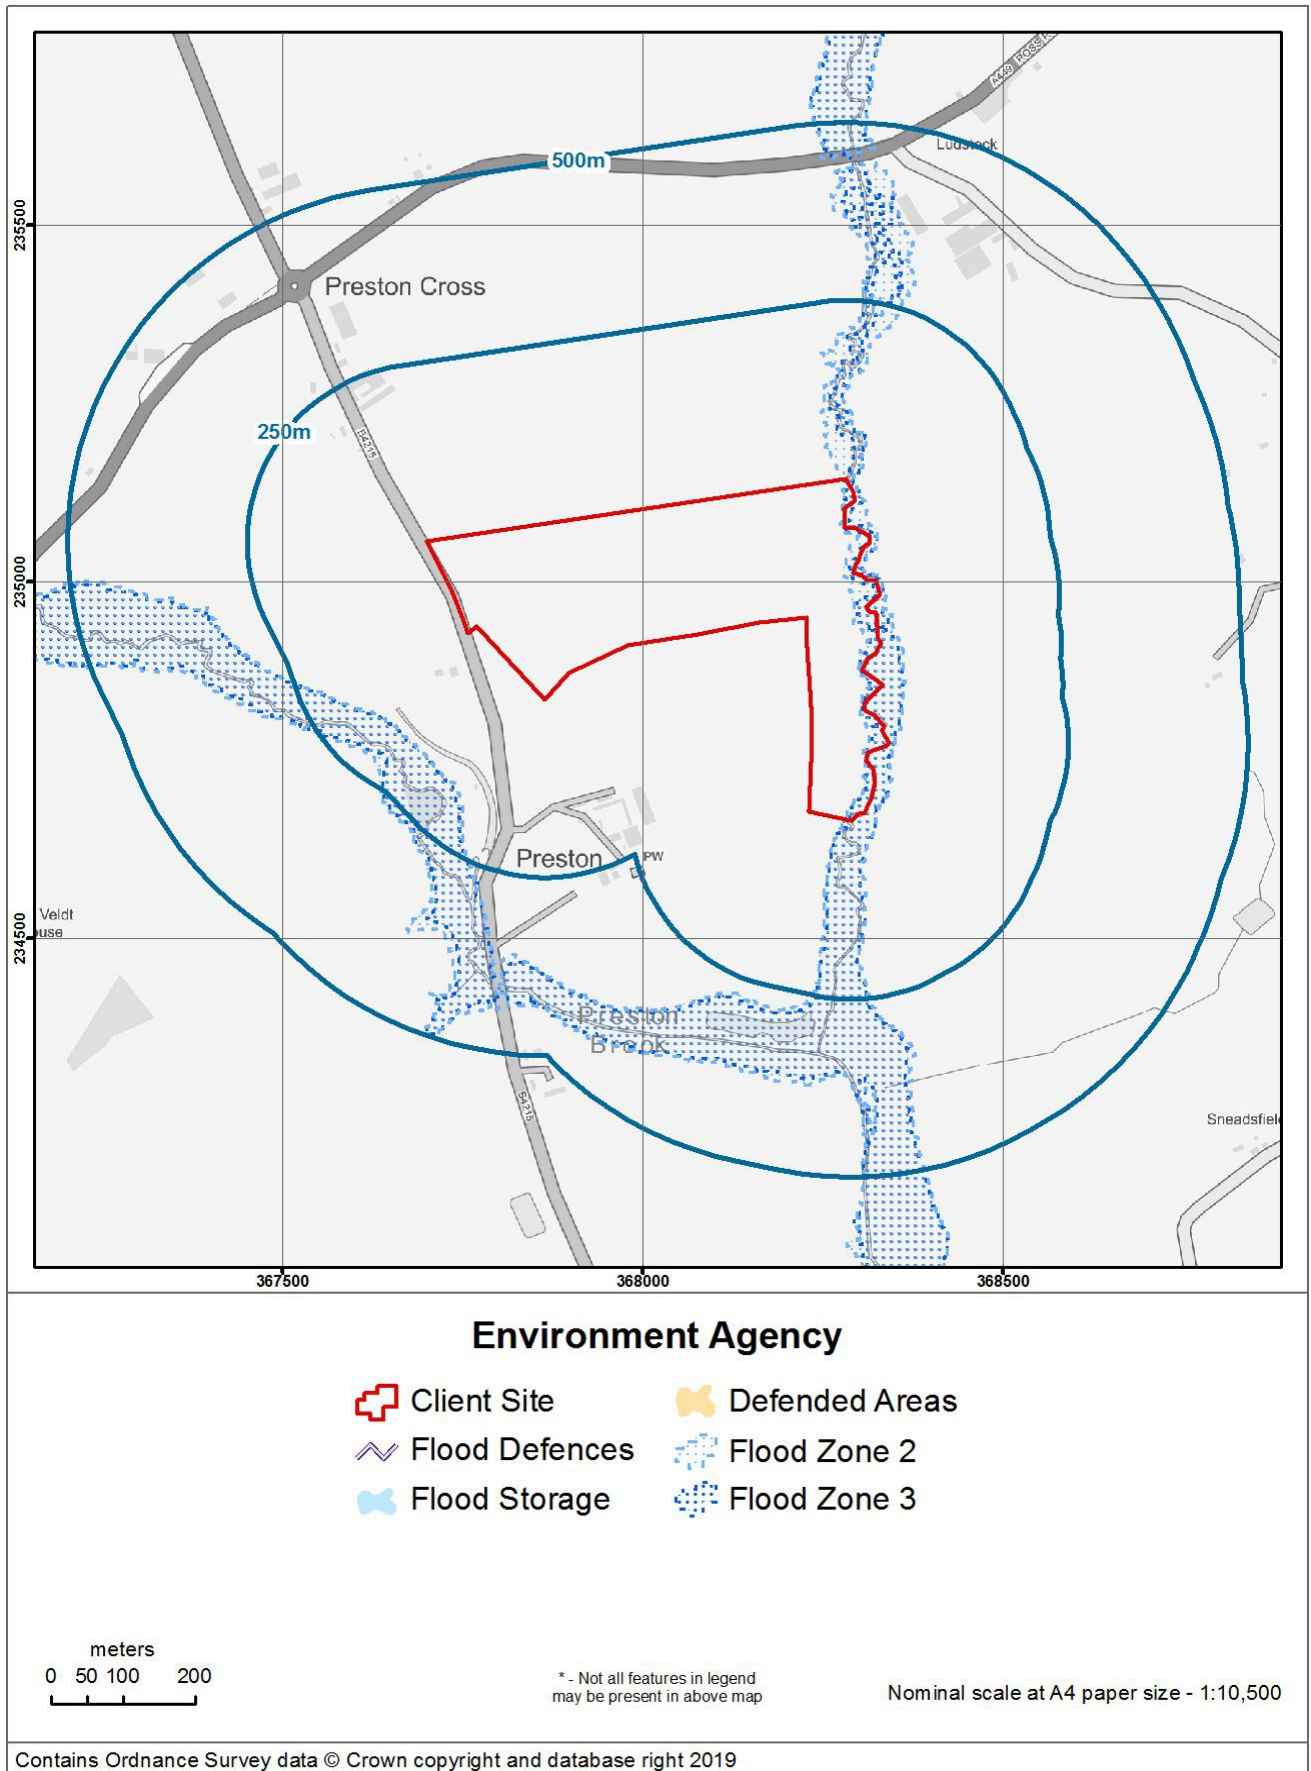 A449 ROSS R
Ludstock
500m
235500
Preston Cross
250m
B4215
235000
Preston
PW
Veldt
ouse
234500
Preston
Brook
B4215
Sneadsfiel
367500
368000
368500
Environment Agency
Client Site
Defended Areas
Flood Defences
Flood Zone 2
Flood Storage
Flood Zone 3
meters
0 50 100 200
* - Not all features in legend
may be present in above map
Nominal scale at A4 paper size - 1:10,500
Contains Ordnance Survey data © Crown copyright and database right 2019